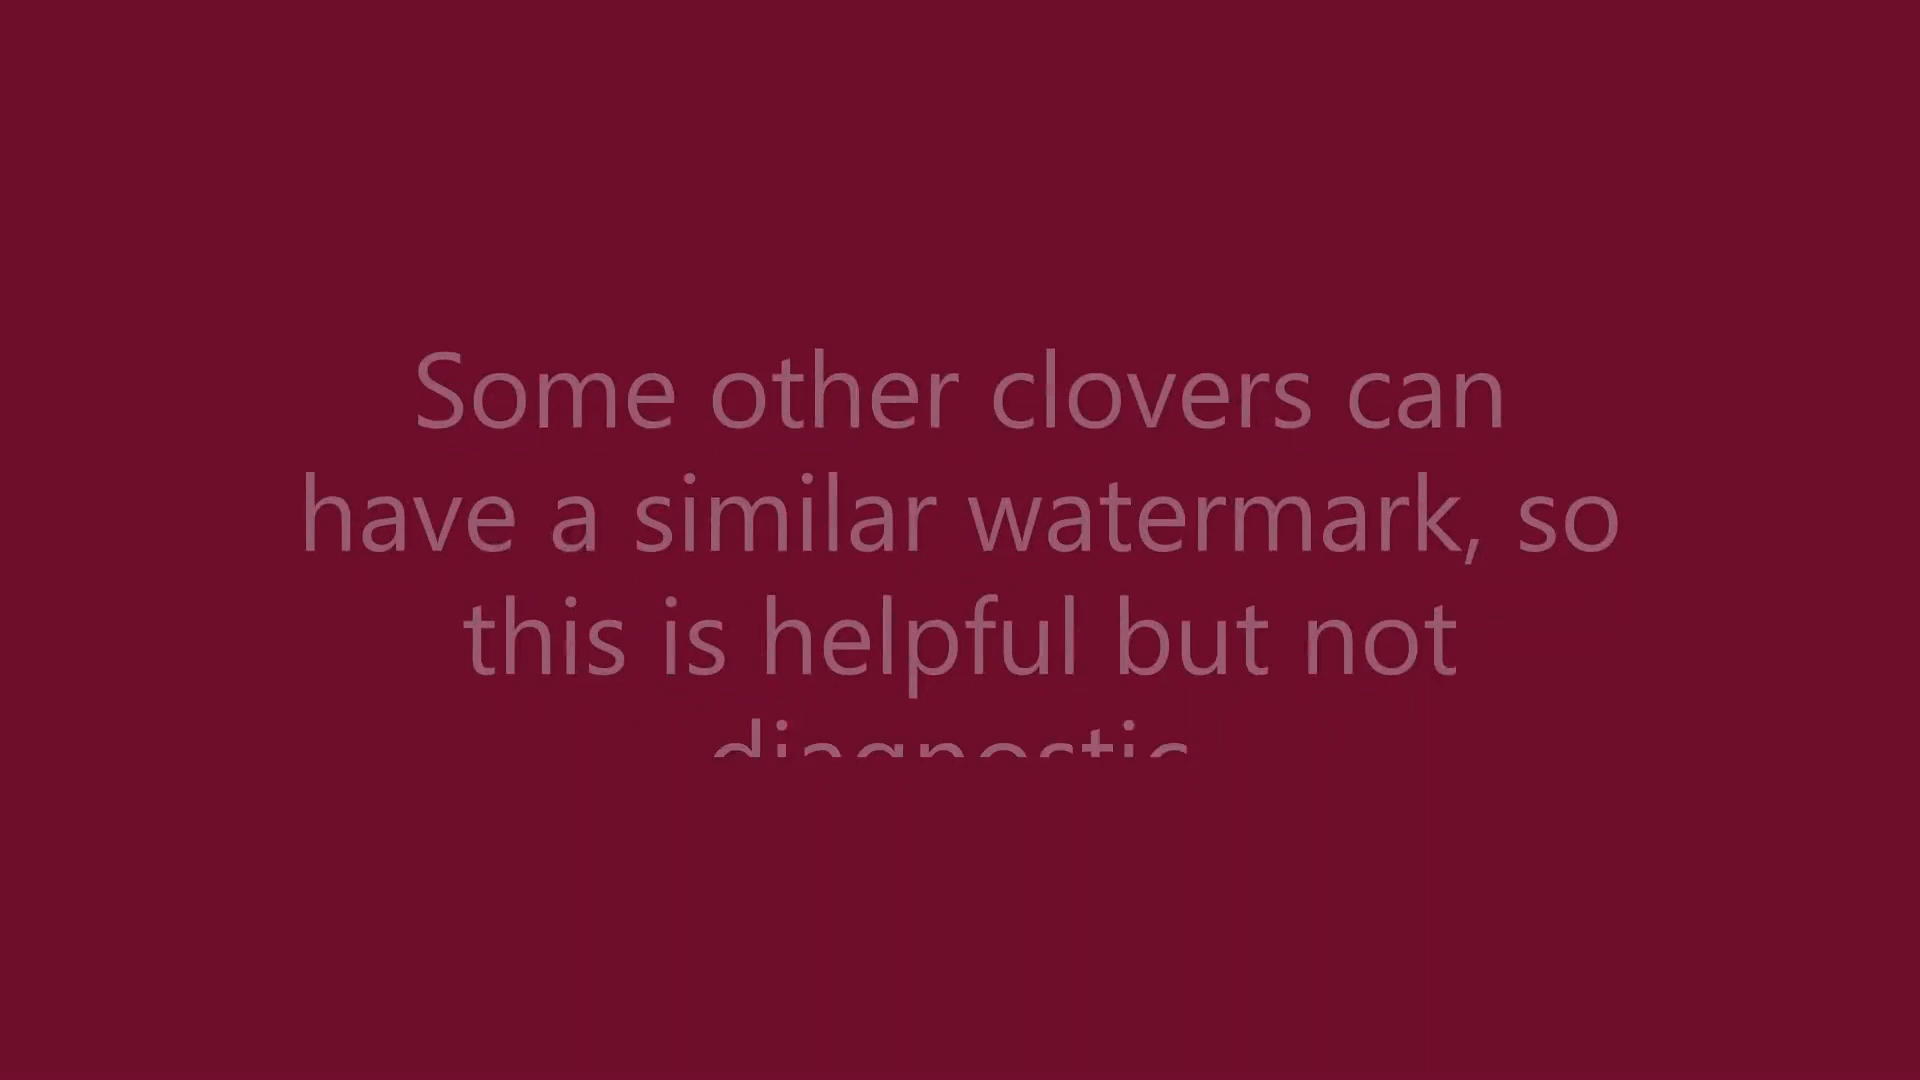 Some other clovers can
have a similar watermark, so
this is helpful but not
diagnostic